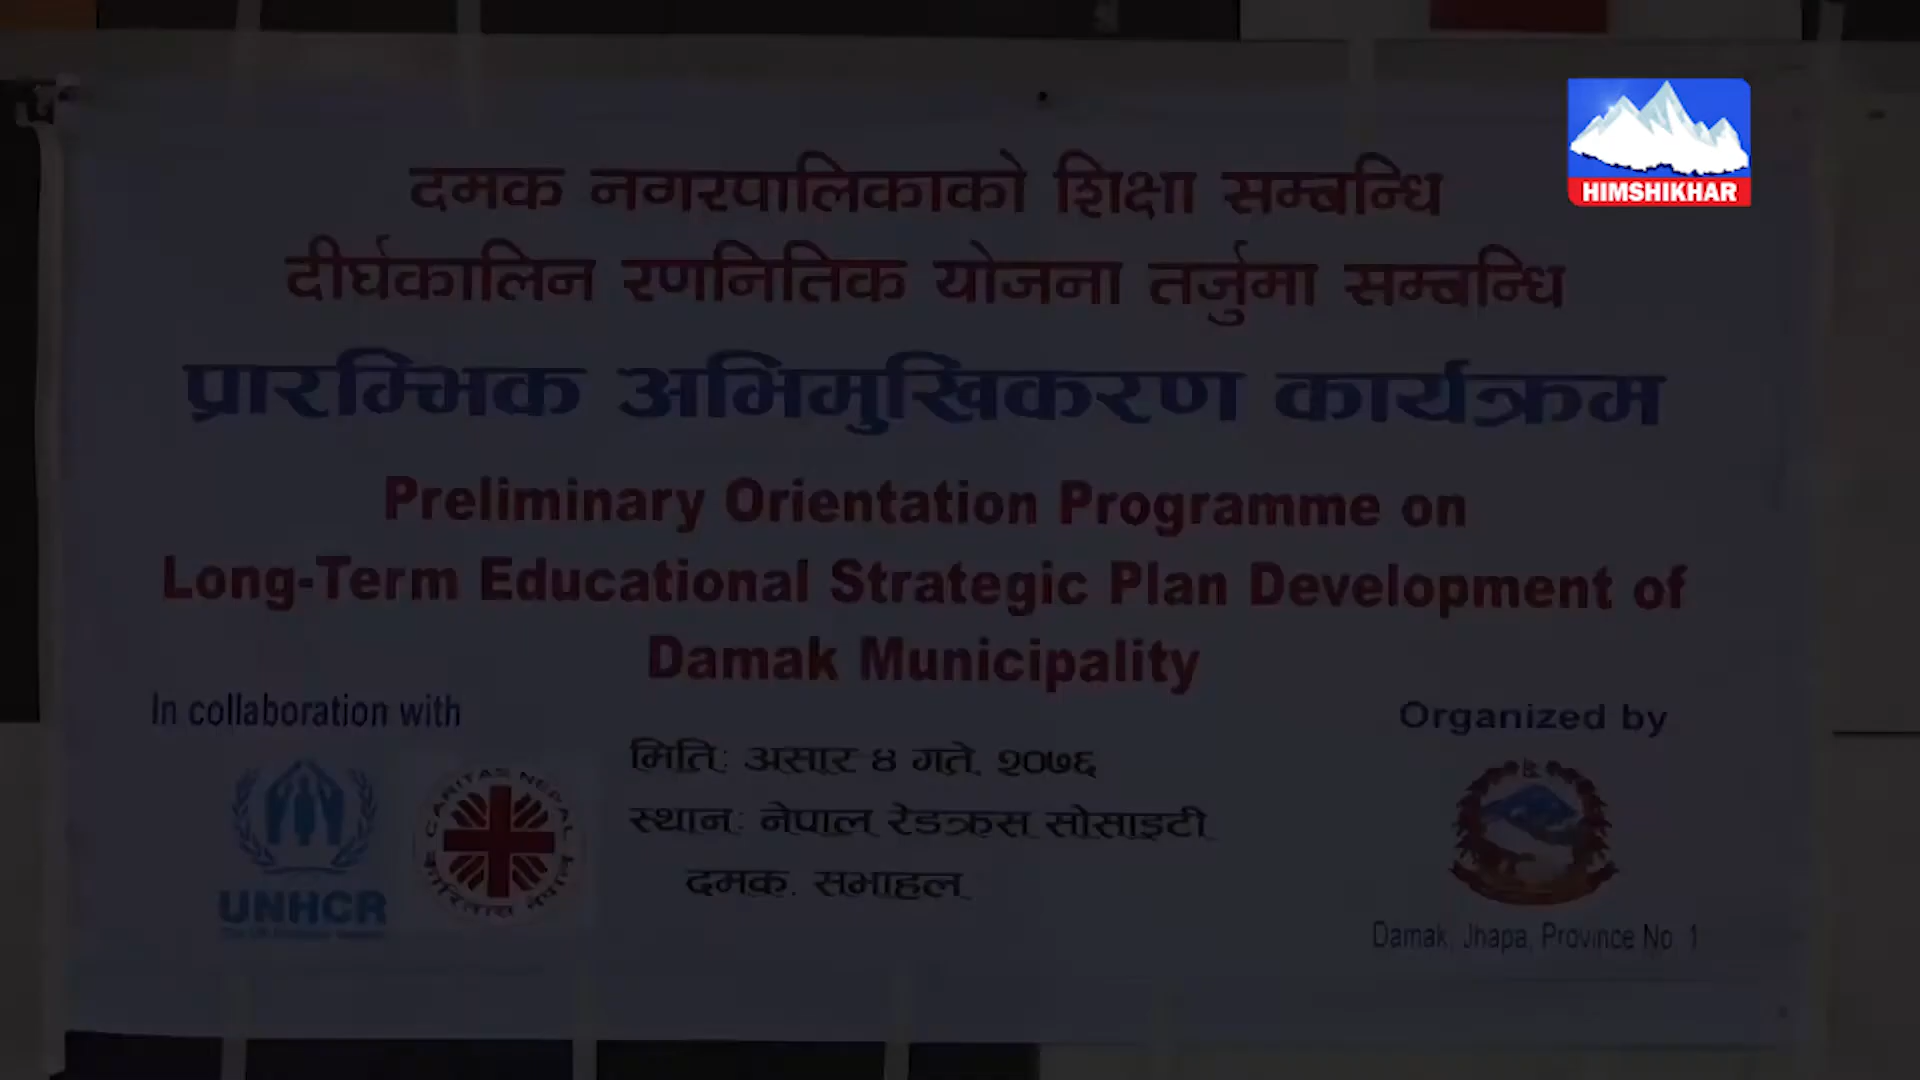 HIMSHIKHAR
दमक नगरपालिकाको शिक्षा सम्बन्धि
दीर्घकालिन रणनितिक योजना तर्जुमा सम्बन्धि
प्रारम्भिक अभिमुखिकरण कार्यक्रम
Preliminary Orientation Programme on
Long-Term Educational Strategic Plan Development of
Damak Municipality
In collaboration with
UNHCR
CARITAS NEPAL
कारितास नेपाल
मिति: असार ४ गते, २०७६
स्थान: नेपाल रेडक्रस सोसाइटी
दमक, सभाहल
Organized by
Damak, Jhapa, Province No. 1